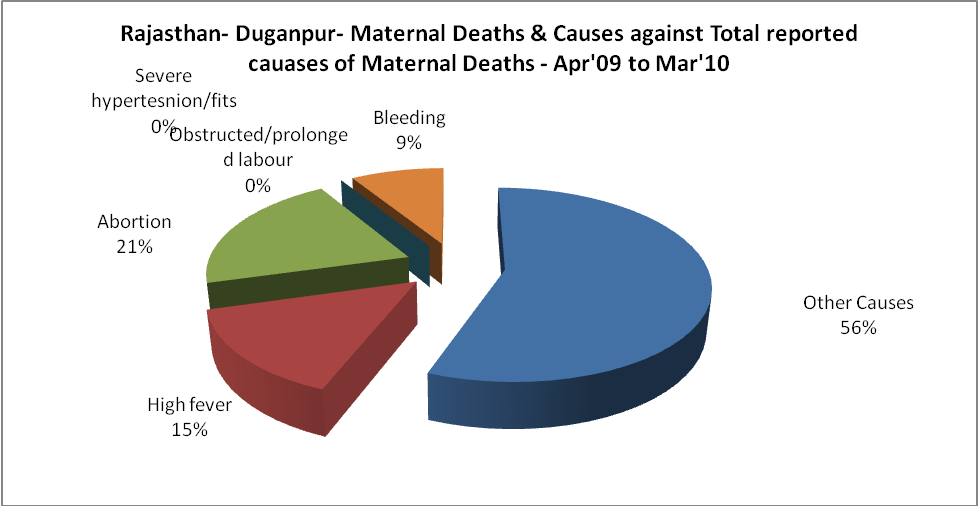 Rajasthan- Duganpur- Maternal Deaths & Causes against Total reported
cauases of Maternal Deaths - Apr'09 to Mar'10
Severe
hypertesnion/fits
0%
Obstructed/prolonge
d labour
0%
Bleeding
9%
Abortion
21%
Other Causes
56%
High fever
15%